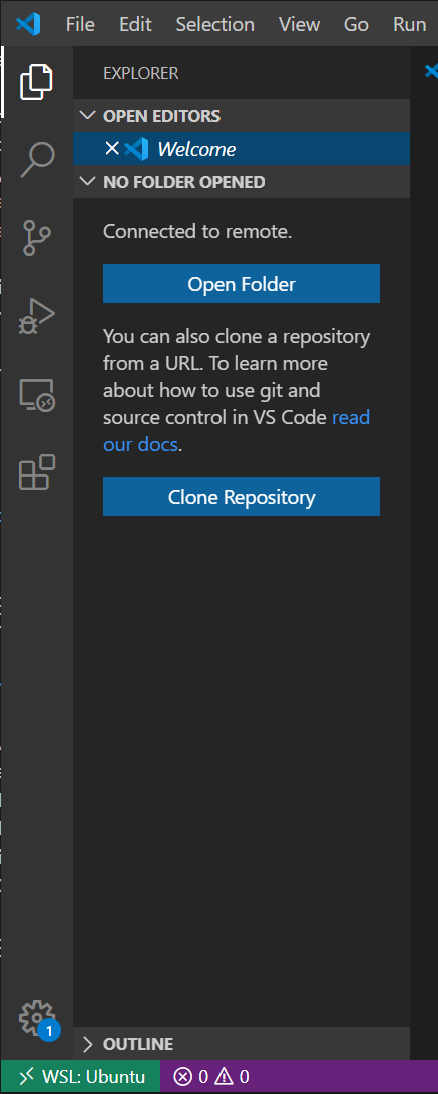 File Edit Selection View Go Run
EXPLORER
OPEN EDITORS
Welcome
NO FOLDER OPENED
Connected to remote.
Open Folder
You can also clone a repository
from a URL. To learn more
about how to use git and
source control in VS Code read
our docs.
Clone Repository
1
OUTLINE
WSL: Ubuntu 0 0